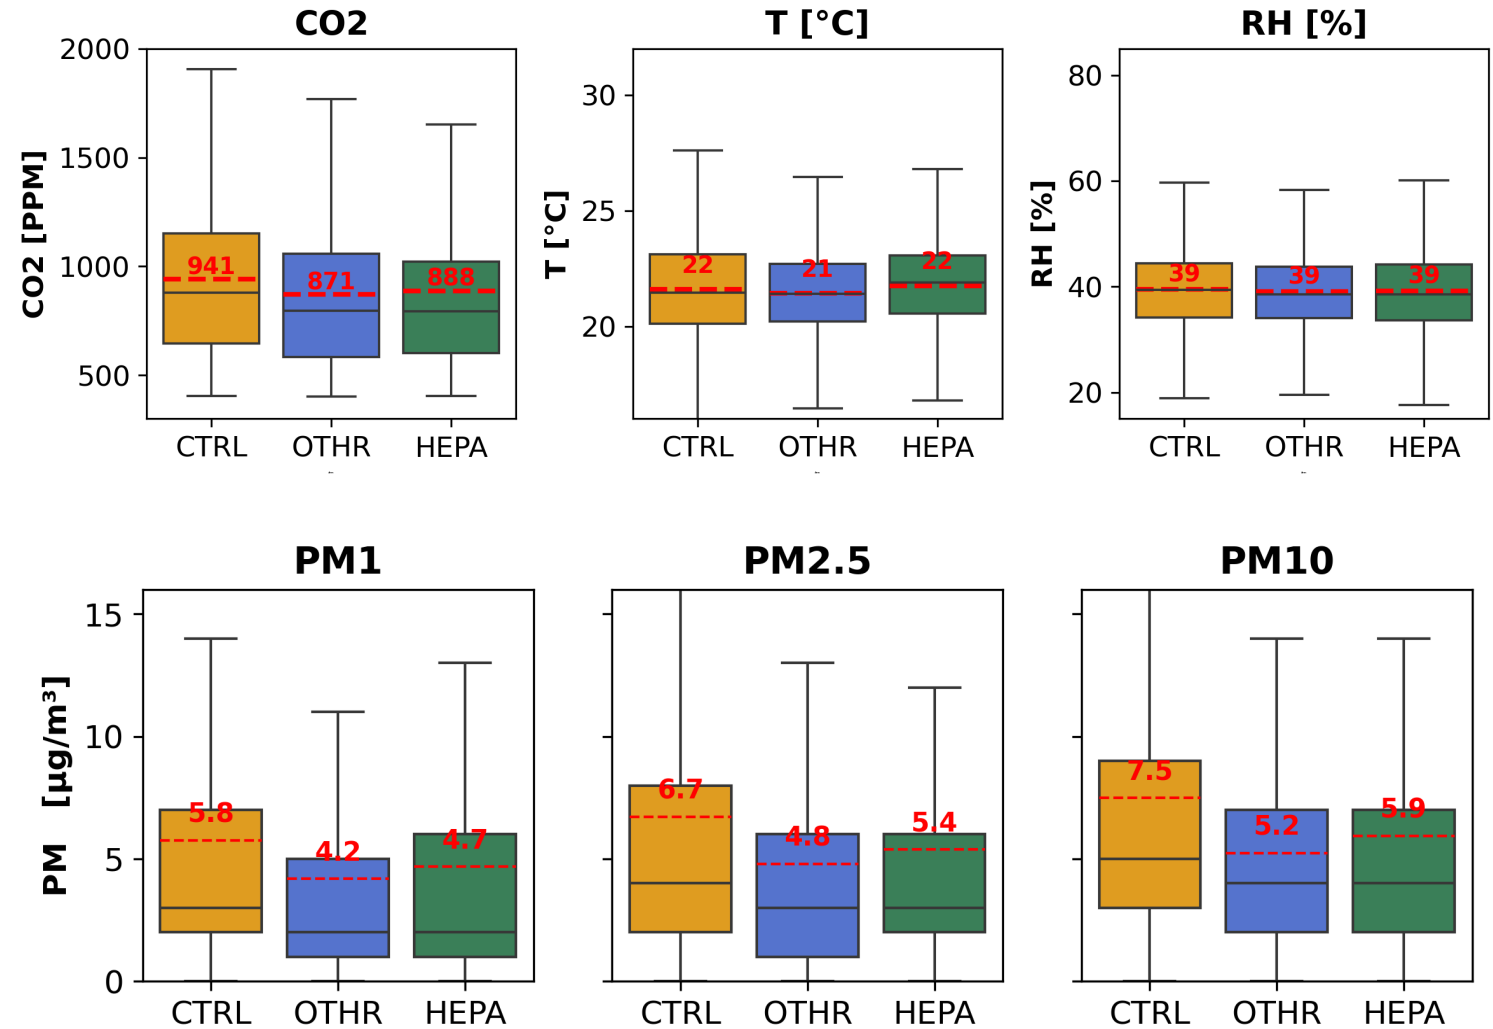 CO2
T [°C]
RH [%]
CO2 [PPM]
2000
1500
1000
500
941
871
888
CTRL
OTHR
HEPA
T [°C]
30
25
20
22
21
22
CTRL
OTHR
HEPA
RH [%]
80
60
40
20
39
39
39
CTRL
OTHR
HEPA
PM1
PM2.5
PM10
PM [µg/m³]
15
10
5
0
5.8
4.2
4.7
CTRL
OTHR
HEPA
6.7
4.8
5.4
CTRL
OTHR
HEPA
7.5
5.2
5.9
CTRL
OTHR
HEPA